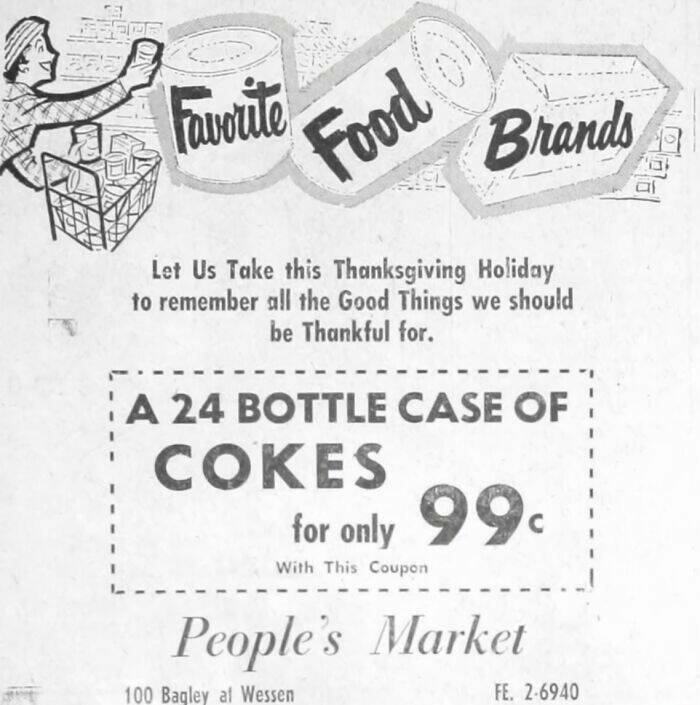 Favorite Food Brands
Let Us Take this Thanksgiving Holiday
to remember all the Good Things we should
be Thankful for.
A 24 BOTTLE CASE OF
COKES
for only 99c
With This Coupon
People's Market
100 Bagley at Wessen FE. 2-6940